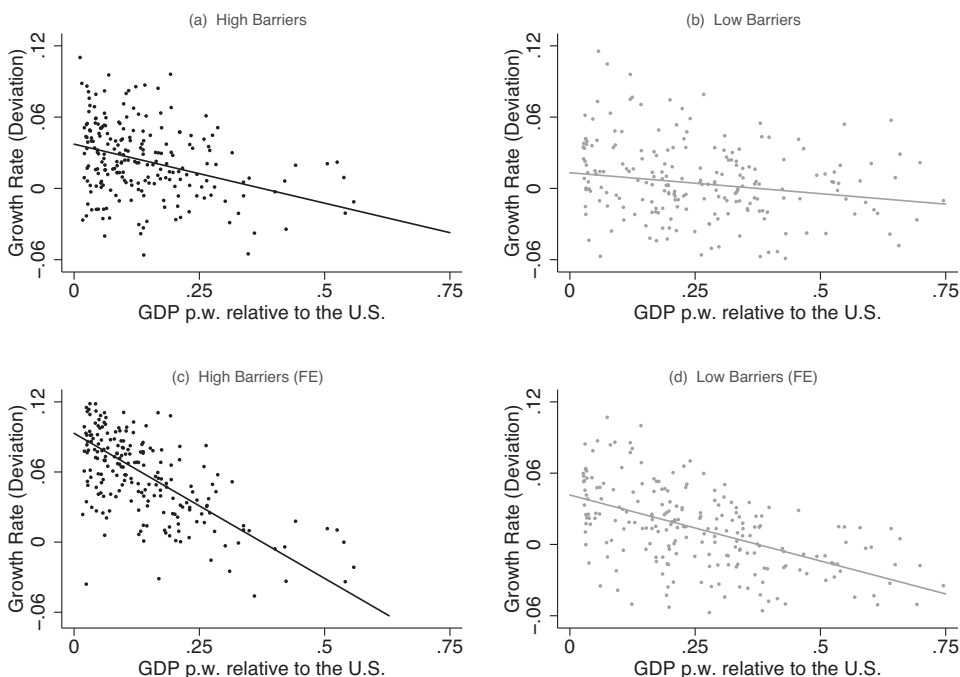 (a) High Barriers
Growth Rate (Deviation)
.12
.06
0
-.06
0 .25 .5 .75
GDP p.w. relative to the U.S.
(b) Low Barriers
Growth Rate (Deviation)
.12
.06
0
-.06
0 .25 .5 .75
GDP p.w. relative to the U.S.
(c) High Barriers (FE)
Growth Rate (Deviation)
.12
.06
0
-.06
0 .25 .5 .75
GDP p.w. relative to the U.S.
(d) Low Barriers (FE)
Growth Rate (Deviation)
.12
.06
0
-.06
0 .25 .5 .75
GDP p.w. relative to the U.S.